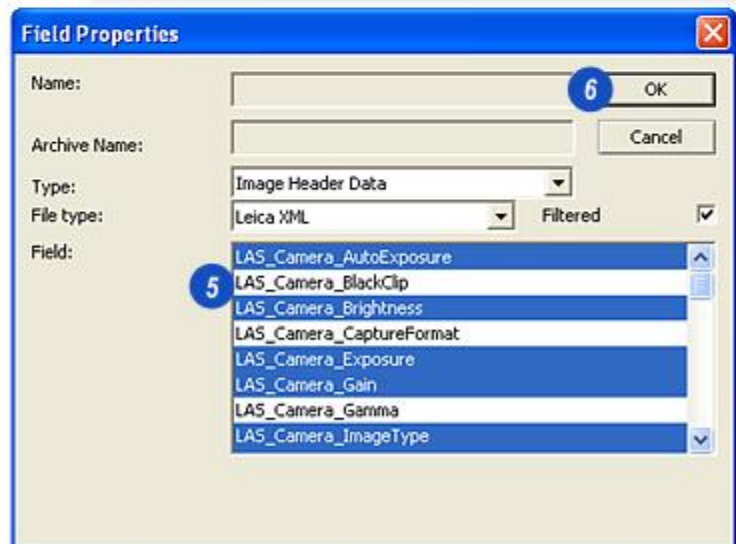 Field Properties
Name:
6 OK
Archive Name:
Cancel
Type: Image Header Data
File type: Leica XML Filtered
Field:
LAS_Camera_AutoExposure
5 LAS_Camera_BlackClip
LAS_Camera_Brightness
LAS_Camera_CaptureFormat
LAS_Camera_Exposure
LAS_Camera_Gain
LAS_Camera_Gamma
LAS_Camera_ImageType